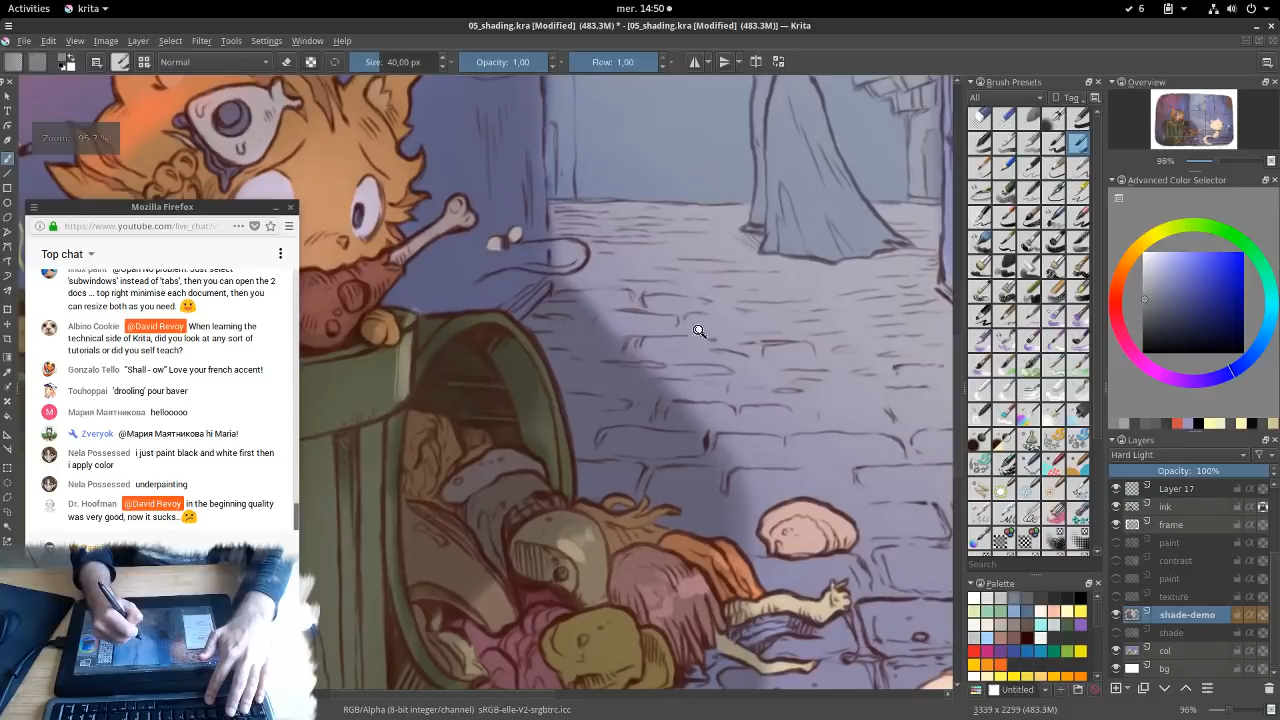 Activities krita mer. 14:50 6
05_shading.kra [Modified] (483.3M) * - [05_shading.kra [Modified] (483.3M)] — Krita
File Edit View Image Layer Select Filter Tools Settings Window Help
Normal Size: 40,00 px Opacity: 1,00 Flow: 1,00
Zoom: 95.7 %
Mozilla Firefox
https://www.youtube.com/live_chat?v
Top chat
'subwindows' instead of 'tabs', then you can open the 2
docs ... top right minimise each document, then you
can resize both as you need.
Albino Cookie @David Revoy When learning the
technical side of Krita, did you look at any sort of
tutorials or did you self teach?
Gonzalo Tello "Shall - ow" Love your french accent!
Touhoppai 'drooling' pour baver
Мария Маятникова hellooooo
Zveryok @Мария Маятникова hi Maria!
Nela Possessed i just paint black and white first then
i apply color
Nela Possessed underpainting
Dr. Hoofman @David Revoy in the beginning
quality was very good, now it sucks..
Brush Presets
All Tag
Search
Palette
Untitled
Overview
96%
Advanced Color Selector
Layers
Hard Light
Opacity: 100%
Layer 17
ink
frame
paint
contrast
paint
texture
shade-demo
shade
col
bg
RGB/Alpha (8-bit integer/channel) sRGB-elle-V2-srgbtrc.icc
3339 x 2299 (483.3M)
96%